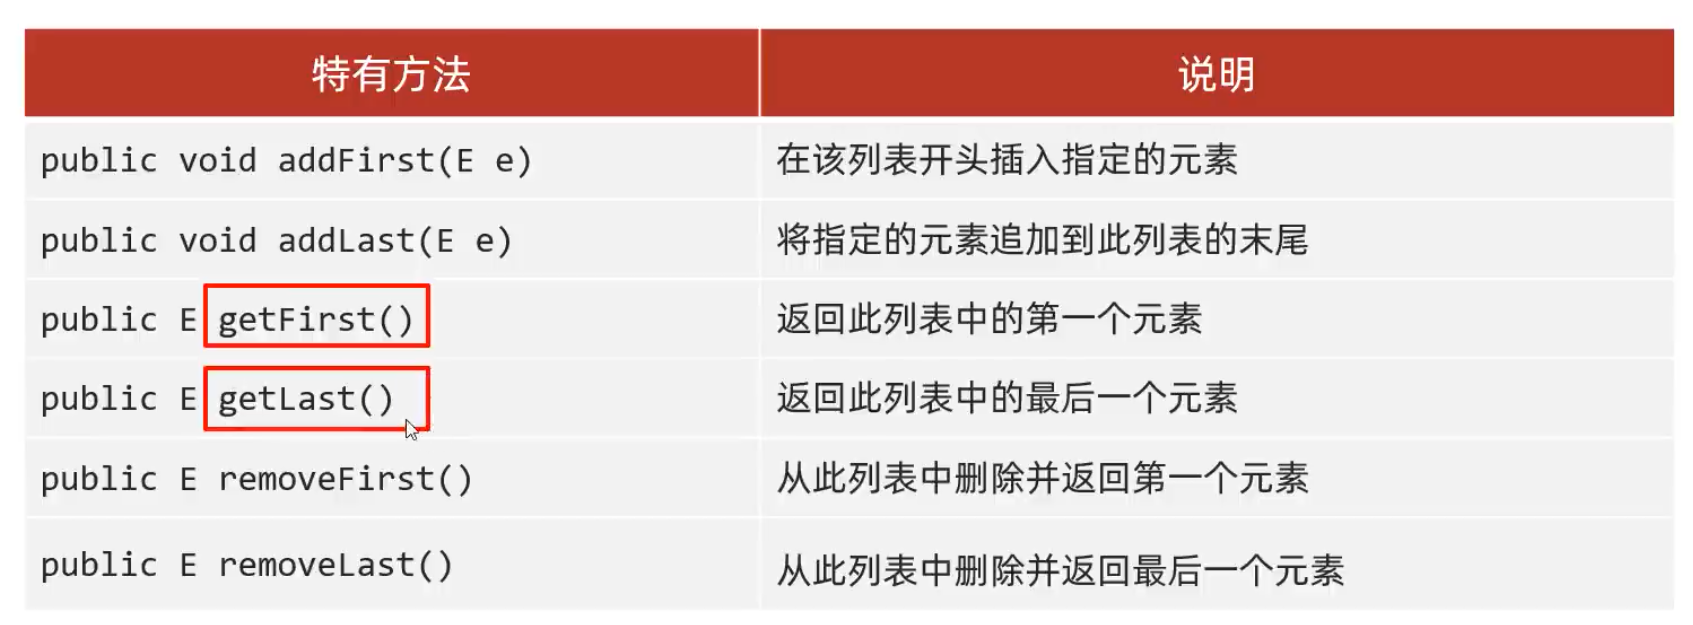 特有方法 说明
public void addFirst(E e) 在该列表开头插入指定的元素
public void addLast(E e) 将指定的元素追加到此列表的末尾
public E getFirst() 返回此列表中的第一个元素
public E getLast() 返回此列表中的最后一个元素
public E removeFirst() 从此列表中删除并返回第一个元素
public E removeLast() 从此列表中删除并返回最后一个元素